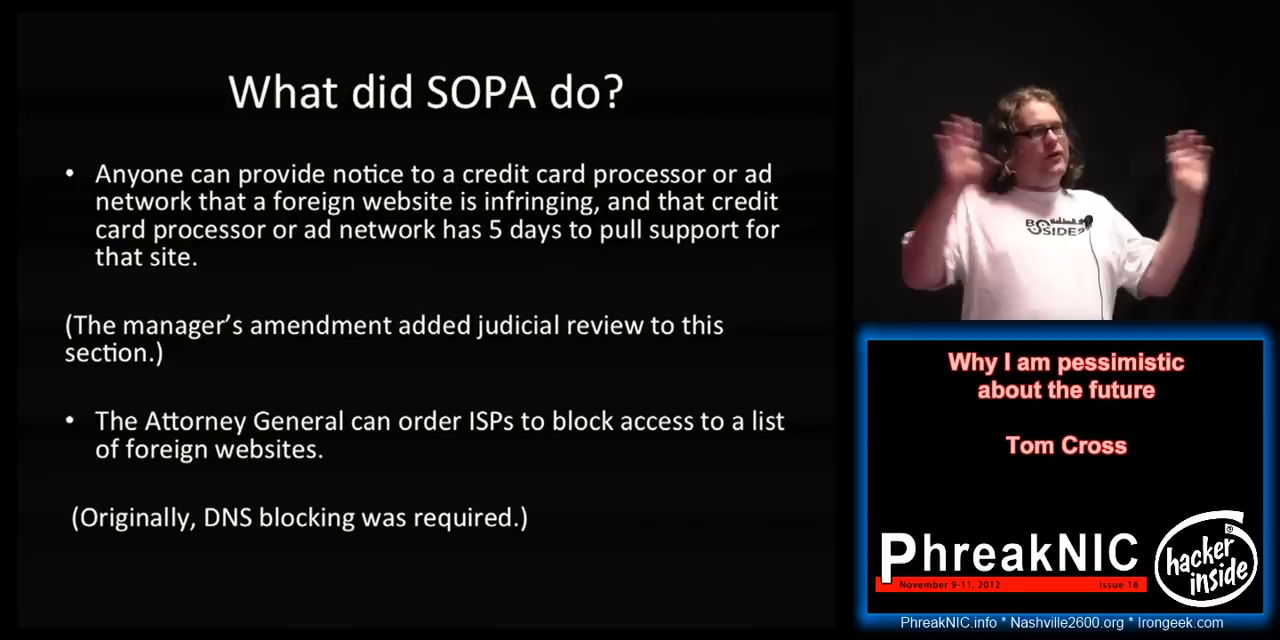 What did SOPA do?
• Anyone can provide notice to a credit card processor or ad
network that a foreign website is infringing, and that credit
card processor or ad network has 5 days to pull support for
that site.
(The manager's amendment added judicial review to this
section.)
• The Attorney General can order ISPs to block access to a list
of foreign websites.
(Originally, DNS blocking was required.)
B
SIDES
Why I am pessimistic
about the future
Tom Cross
PhreakNIC
November 9-11, 2012 Issue 16
hacker
inside
®
PhreakNIC.info * Nashville2600.org * Irongeek.com